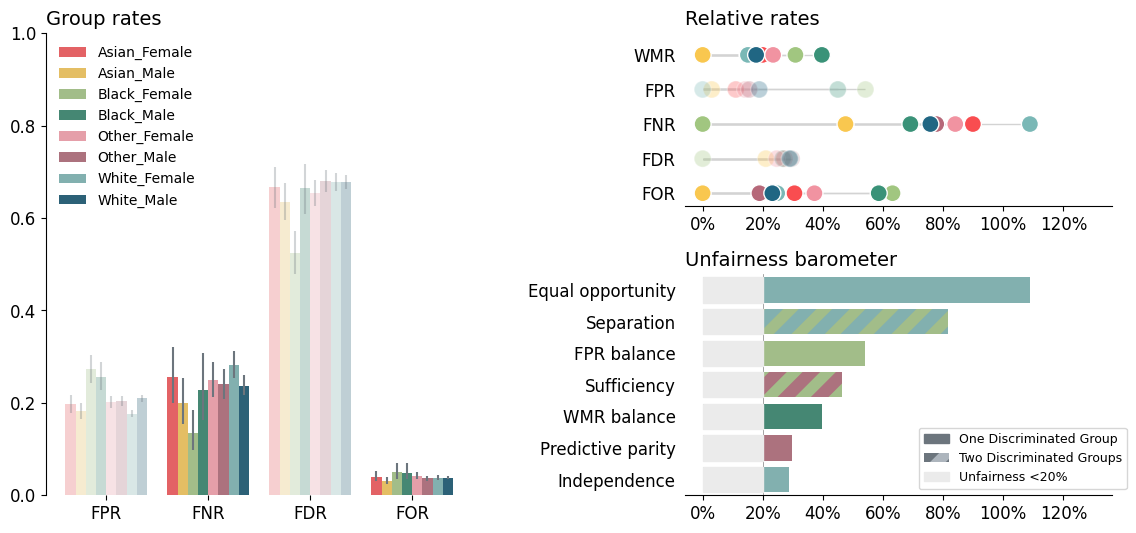 Group rates
1.0
0.8
0.6
0.4
0.2
0.0
Asian_Female
Asian_Male
Black_Female
Black_Male
Other_Female
Other_Male
White_Female
White_Male
FPR
FNR
FDR
FOR
Relative rates
WMR
FPR
FNR
FDR
FOR
0%
20%
40%
60%
80%
100%
120%
Unfairness barometer
Equal opportunity
Separation
FPR balance
Sufficiency
WMR balance
Predictive parity
Independence
One Discriminated Group
Two Discriminated Groups
Unfairness <20%
0%
20%
40%
60%
80%
100%
120%